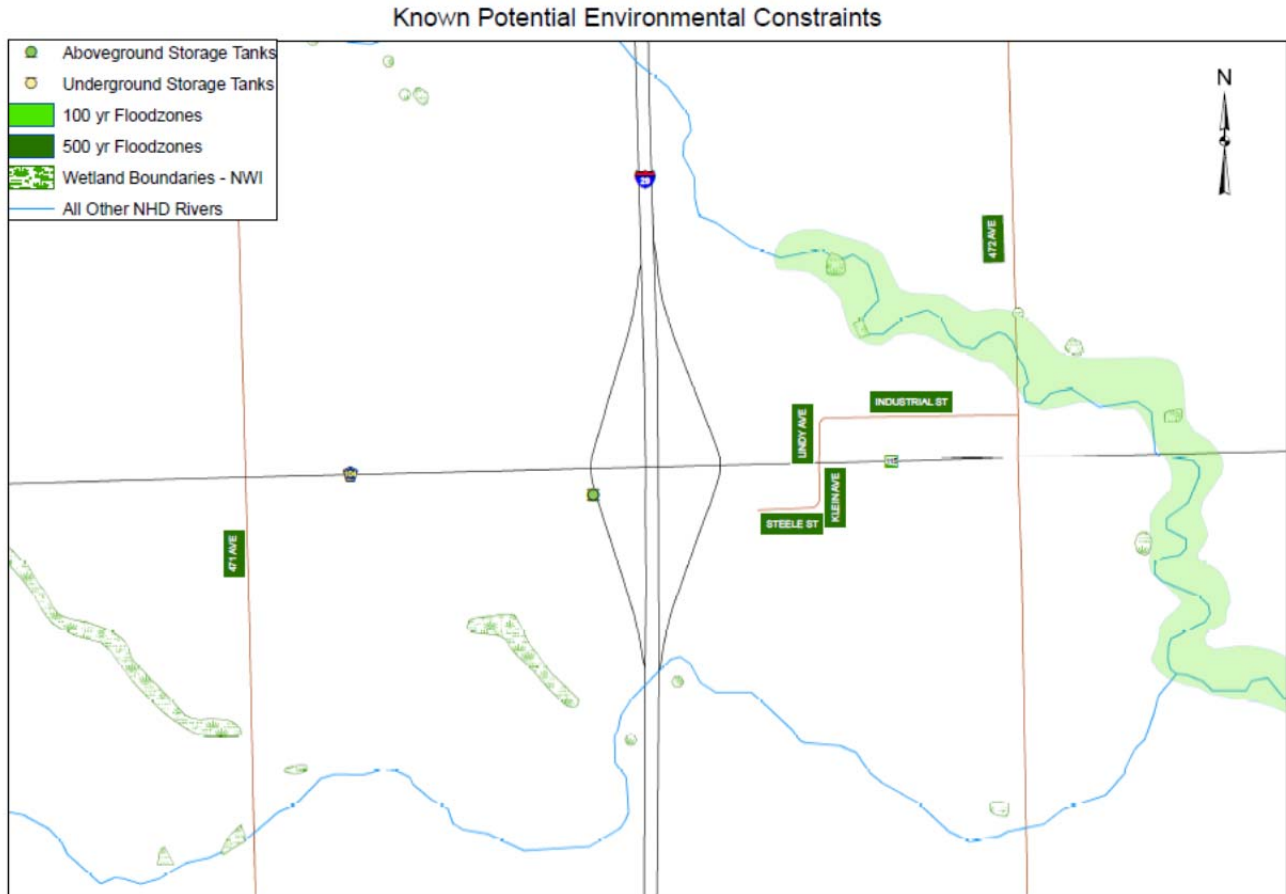 Known Potential Environmental Constraints
Aboveground Storage Tanks
Underground Storage Tanks
100 yr Floodzones
500 yr Floodzones
Wetland Boundaries - NWI
All Other NHD Rivers
N
29
472 AVE
INDUSTRIAL ST
LINDY AVE
KLEIN AVE
STEELE ST
471 AVE